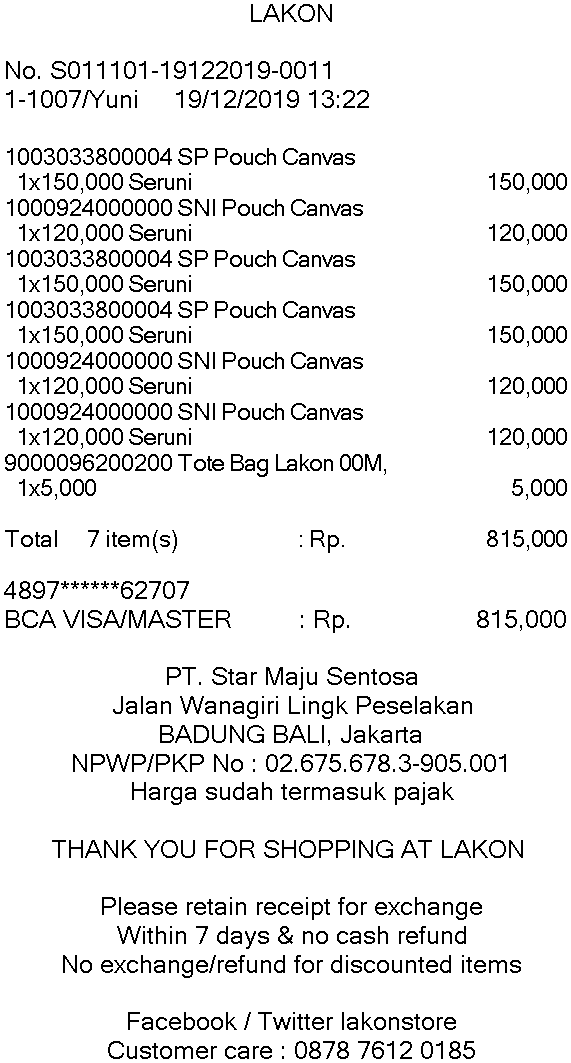 LAKON
No. S011101-19122019-0011
1-1007/Yuni 19/12/2019 13:22
1003033800004 SP Pouch Canvas
1x150,000 Seruni 150,000
1000924000000 SNI Pouch Canvas
1x120,000 Seruni 120,000
1003033800004 SP Pouch Canvas
1x150,000 Seruni 150,000
1003033800004 SP Pouch Canvas
1x150,000 Seruni 150,000
1000924000000 SNI Pouch Canvas
1x120,000 Seruni 120,000
1000924000000 SNI Pouch Canvas
1x120,000 Seruni 120,000
9000096200200 Tote Bag Lakon 00M,
1x5,000 5,000
Total 7 item(s) : Rp. 815,000
4897******62707
BCA VISA/MASTER : Rp. 815,000
PT. Star Maju Sentosa
Jalan Wanagiri Lingk Peselakan
BADUNG BALI, Jakarta
NPWP/PKP No : 02.675.678.3-905.001
Harga sudah termasuk pajak
THANK YOU FOR SHOPPING AT LAKON
Please retain receipt for exchange
Within 7 days & no cash refund
No exchange/refund for discounted items
Facebook / Twitter lakonstore
Customer care : 0878 7612 0185